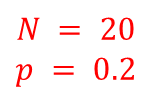 N = 20
p = 0.2